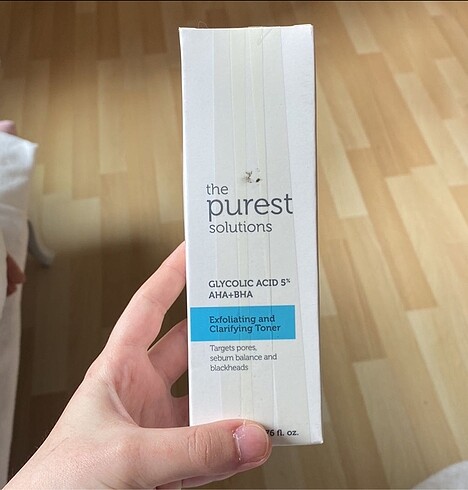 the
purest
solutions
GLYCOLIC ACID 5%
AHA+BHA
Exfoliating and
Clarifying Toner
Targets pores,
sebum balance and
blackheads
fl. oz.